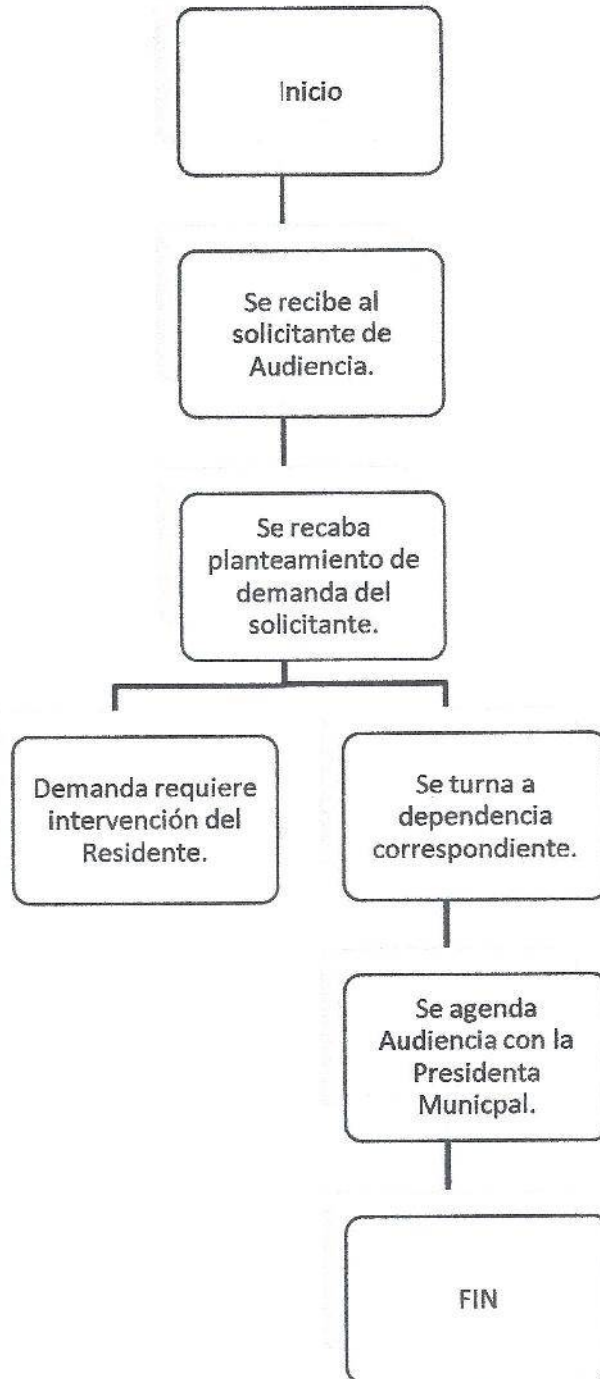 Inicio
Se recibe al
solicitante de
Audiencia.
Se recaba
planteamiento de
demanda del
solicitante.
Demanda requiere
intervención del
Residente.
Se turna a
dependencia
correspondiente.
Se agenda
Audiencia con la
Presidenta
Municpal.
FIN